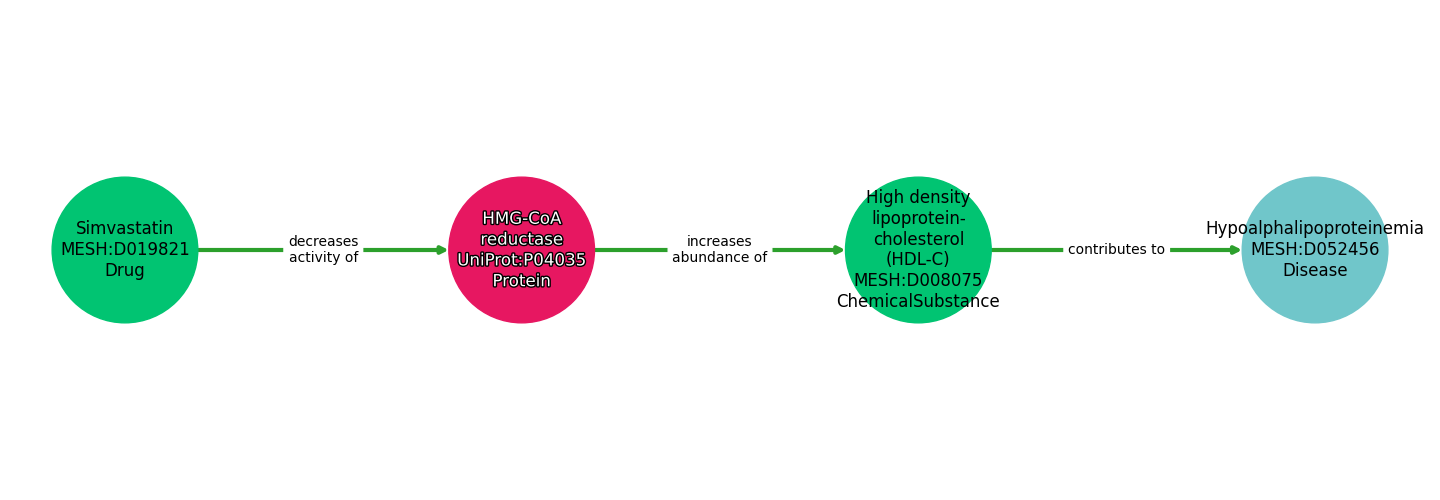 Simvastatin
MESH:D019821
Drug
decreases
activity of
HMG-CoA
reductase
UniProt:P04035
Protein
increases
abundance of
High density
lipoprotein-
cholesterol
(HDL-C)
MESH:D008075
ChemicalSubstance
contributes to
Hypoalphalipoproteinemia
MESH:D052456
Disease